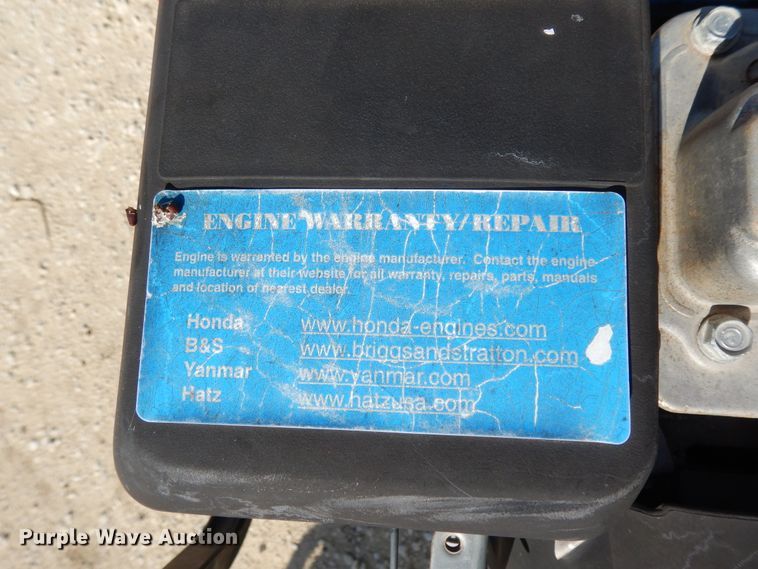 ENGINE WARRANTY/REPAIR
Engine is warranted by the engine manufacturer. Contact the engine
manufacturer at their website for all warranty, repairs, parts, manuals
and location of nearest dealer.
Honda www.honda-engines.com
B&S www.briggsandstratton.com
Yanmar www.yanmar.com
Hatz www.hatzusa.com
Purple Wave Auction